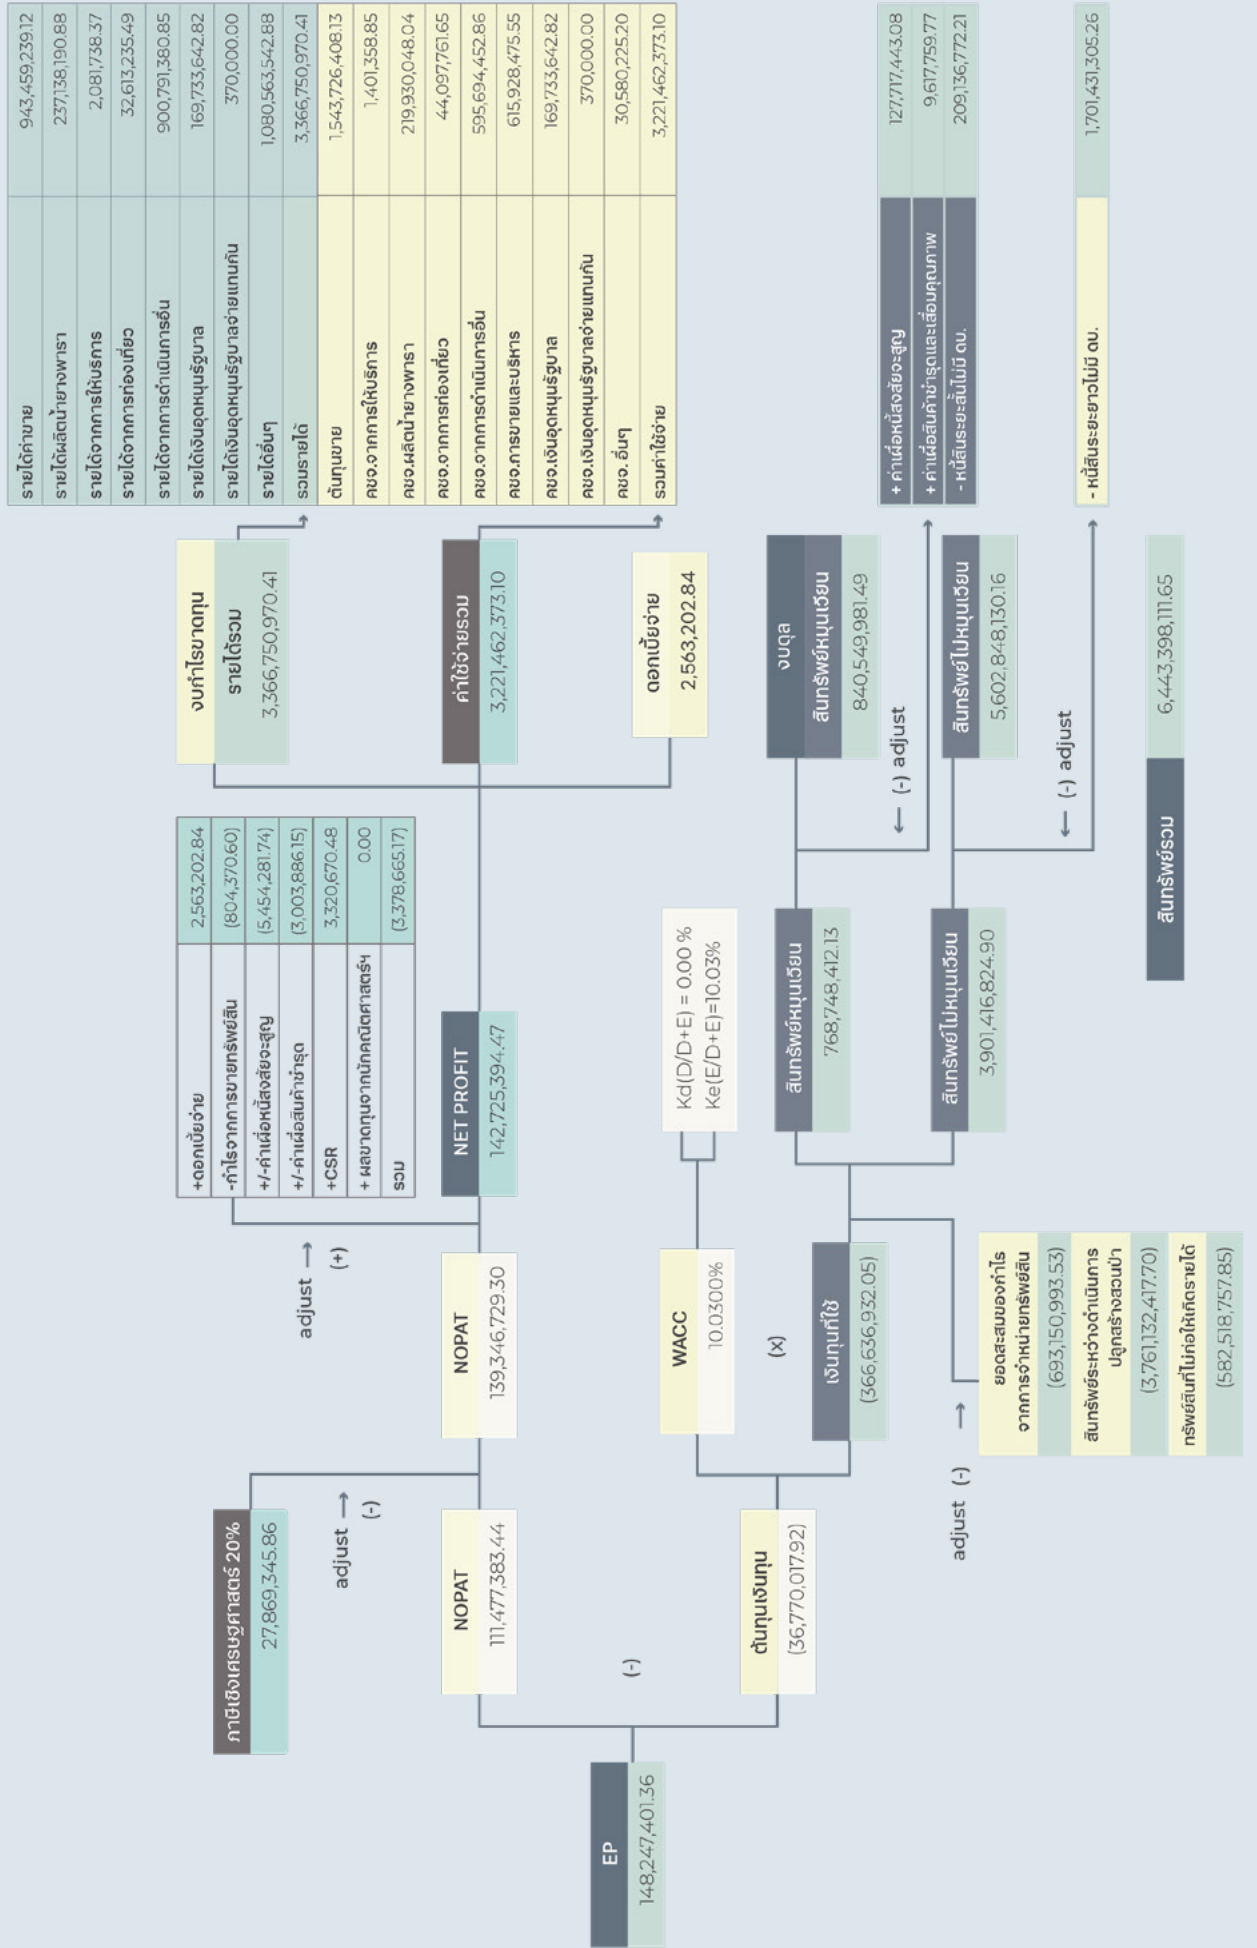 EP
148,247,401.36
ภาษีเชิงเศรษฐศาสตร์ 20%
27,869,345.86
adjust →
(-)
NOPAT
111,477,383.44
(-)
ต้นทุนเงินทุน
(36,770,017.92)
adjust →
(+)
NOPAT
139,346,729.30
WACC
10.0300%
(x)
เงินทุนที่ใช้
(366,636,932.05)
adjust (-) →
ยอดสะสมของกำไร
จากการจำหน่ายทรัพย์สิน
(693,150,993.53)
สินทรัพย์ระหว่างดำเนินการ
ปลูกสร้างสวนป่า
(3,761,132,417.70)
ทรัพย์สินที่ไม่ก่อให้เกิดรายได้
(582,518,757.85)
+ดอกเบี้ยจ่าย 2,563,202.84
-กำไรจากการขายทรัพย์สิน (804,370.60)
+/-ค่าเผื่อหนี้สงสัยจะสูญ (5,454,281.74)
+/-ค่าเผื่อสินค้าชำรุด (3,003,886.15)
+CSR 3,320,670.48
+ ผลขาดทุนจากนักคณิตศาสตร์ฯ 0.00
รวม (3,378,665.17)
NET PROFIT
142,725,394.47
Kd(D/D+E) = 0.00 %
Ke(E/D+E)=10.03%
สินทรัพย์หมุนเวียน
768,748,412.13
สินทรัพย์ไม่หมุนเวียน
3,901,416,824.90
งบกำไรขาดทุน
รายได้รวม
3,366,750,970.41
ค่าใช้จ่ายรวม
3,221,462,373.10
ดอกเบี้ยจ่าย
2,563,202.84
งบดุล
สินทรัพย์หมุนเวียน
840,549,981.49
← (-) adjust
สินทรัพย์ไม่หมุนเวียน
5,602,848,130.16
← (-) adjust
สินทรัพย์รวม 6,443,398,111.65
รายได้ค่าขาย 943,459,239.12
รายได้ผลิตน้ำยางพารา 237,138,190.88
รายได้จากการให้บริการ 2,081,738.37
รายได้จากการท่องเที่ยว 32,613,235.49
รายได้จากการดำเนินการอื่น 900,791,380.85
รายได้เงินอุดหนุนรัฐบาล 169,733,642.82
รายได้เงินอุดหนุนรัฐบาลจ่ายแทนกัน 370,000.00
รายได้อื่นๆ 1,080,563,542.88
รวมรายได้ 3,366,750,970.41
ต้นทุนขาย 1,543,726,408.13
คชจ.จากการให้บริการ 1,401,358.85
คชจ.ผลิตน้ำยางพารา 219,930,048.04
คชจ.จากการท่องเที่ยว 44,097,761.65
คชจ.จากการดำเนินการอื่น 595,694,452.86
คชจ.การขายและบริหาร 615,928,475.55
คชจ.เงินอุดหนุนรัฐบาล 169,733,642.82
คชจ.เงินอุดหนุนรัฐบาลจ่ายแทนกัน 370,000.00
คชจ. อื่นๆ 30,580,225.20
รวมค่าใช้จ่าย 3,221,462,373.10
+ ค่าเผื่อหนี้สงสัยจะสูญ 127,717,443.08
+ ค่าเผื่อสินค้าชำรุดและเสื่อมคุณภาพ 9,617,759.77
- หนี้สินระยะสั้นไม่มี ดบ. 209,136,772.21
- หนี้สินระยะยาวไม่มี ดบ. 1,701,431,305.26